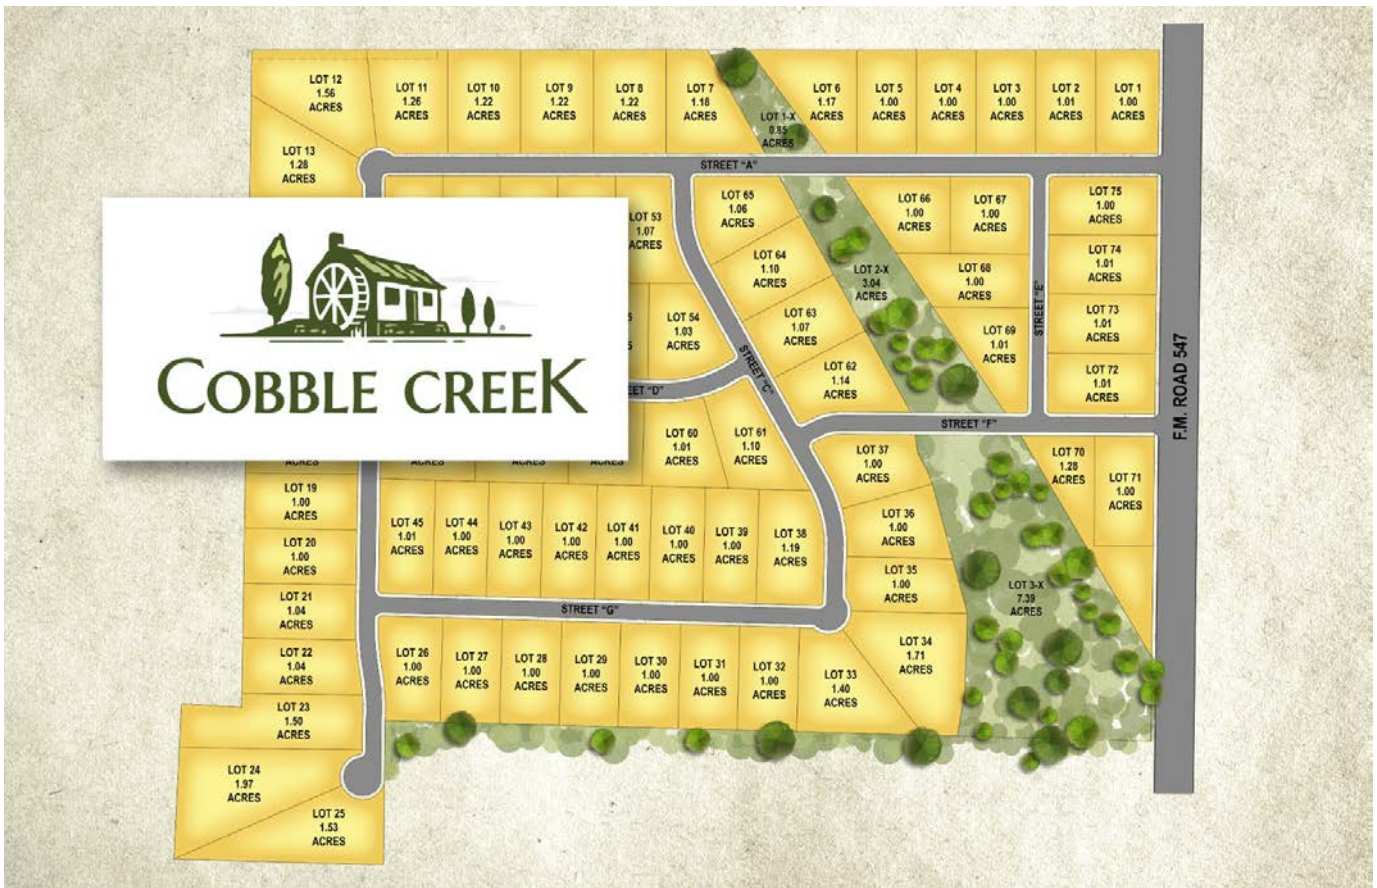 LOT 12
1.56
ACRES
LOT 11
1.26
ACRES
LOT 10
1.22
ACRES
LOT 9
1.22
ACRES
LOT 8
1.22
ACRES
LOT 7
1.18
ACRES
LOT 1-X
0.85
ACRES
LOT 6
1.17
ACRES
LOT 5
1.00
ACRES
LOT 4
1.00
ACRES
LOT 3
1.00
ACRES
LOT 2
1.01
ACRES
LOT 1
1.00
ACRES
LOT 13
1.28
ACRES
STREET "A"
LOT 53
1.07
ACRES
LOT 65
1.06
ACRES
LOT 66
1.00
ACRES
LOT 67
1.00
ACRES
LOT 75
1.00
ACRES
LOT 64
1.10
ACRES
LOT 2-X
3.04
ACRES
LOT 68
1.00
ACRES
LOT 74
1.01
ACRES
LOT 54
1.03
ACRES
LOT 63
1.07
ACRES
LOT 69
1.01
ACRES
STREET "E"
LOT 73
1.01
ACRES
LOT 62
1.14
ACRES
LOT 72
1.01
ACRES
F.M. ROAD 547
STREET "C"
COBBLE CREEK
EET "D"
STREET "F"
LOT 60
1.01
ACRES
LOT 61
1.10
ACRES
LOT 37
1.00
ACRES
LOT 70
1.28
ACRES
LOT 71
1.00
ACRES
ACRES
ACRES
ACRES
ACRES
LOT 19
1.00
ACRES
LOT 45
1.01
ACRES
LOT 44
1.00
ACRES
LOT 43
1.00
ACRES
LOT 42
1.00
ACRES
LOT 41
1.00
ACRES
LOT 40
1.00
ACRES
LOT 39
1.00
ACRES
LOT 38
1.19
ACRES
LOT 36
1.00
ACRES
LOT 20
1.00
ACRES
LOT 35
1.00
ACRES
LOT 3-X
7.39
ACRES
LOT 21
1.04
ACRES
STREET "G"
LOT 22
1.04
ACRES
LOT 26
1.00
ACRES
LOT 27
1.00
ACRES
LOT 28
1.00
ACRES
LOT 29
1.00
ACRES
LOT 30
1.00
ACRES
LOT 31
1.00
ACRES
LOT 32
1.00
ACRES
LOT 33
1.40
ACRES
LOT 34
1.71
ACRES
LOT 23
1.50
ACRES
LOT 24
1.97
ACRES
LOT 25
1.53
ACRES